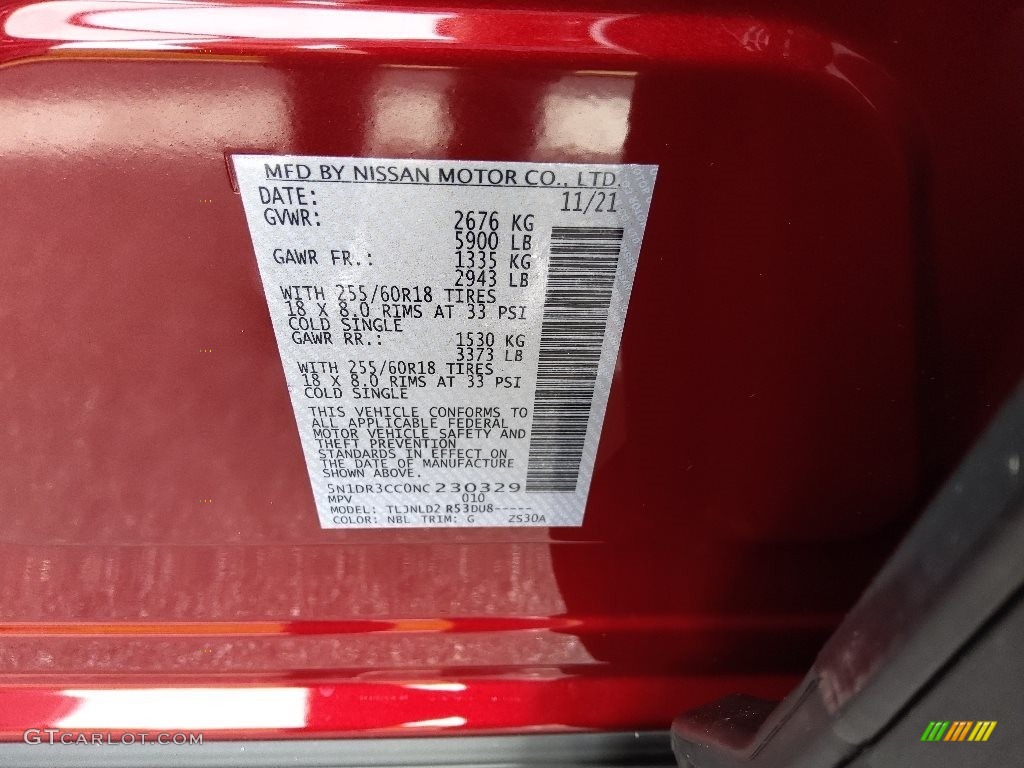 MFD BY NISSAN MOTOR CO., LTD.
DATE: 11/21
GVWR: 2676 KG
5900 LB
GAWR FR.: 1335 KG
2943 LB
WITH 255/60R18 TIRES
18 X 8.0 RIMS AT 33 PSI
COLD SINGLE
GAWR RR.: 1530 KG
3373 LB
WITH 255/60R18 TIRES
18 X 8.0 RIMS AT 33 PSI
COLD SINGLE
THIS VEHICLE CONFORMS TO
ALL APPLICABLE FEDERAL
MOTOR VEHICLE SAFETY AND
THEFT PREVENTION
STANDARDS IN EFFECT ON
THE DATE OF MANUFACTURE
SHOWN ABOVE.
5N1DR3CC0NC230329
MPV 010
MODEL: TLJNLD2 R53DU8-----
COLOR: NBL TRIM: G 2S30A
GTCARLOT.COM